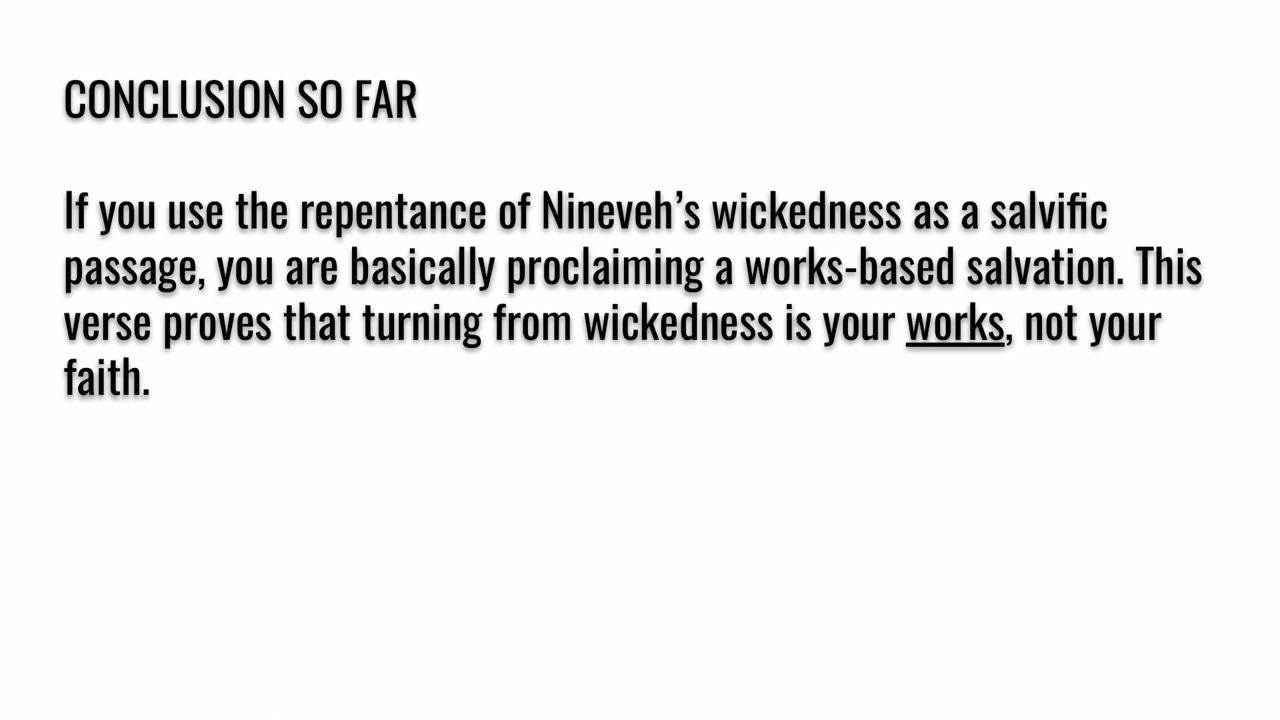 CONCLUSION SO FAR
If you use the repentance of Nineveh’s wickedness as a salvific
passage, you are basically proclaiming a works-based salvation. This
verse proves that turning from wickedness is your works, not your
faith.